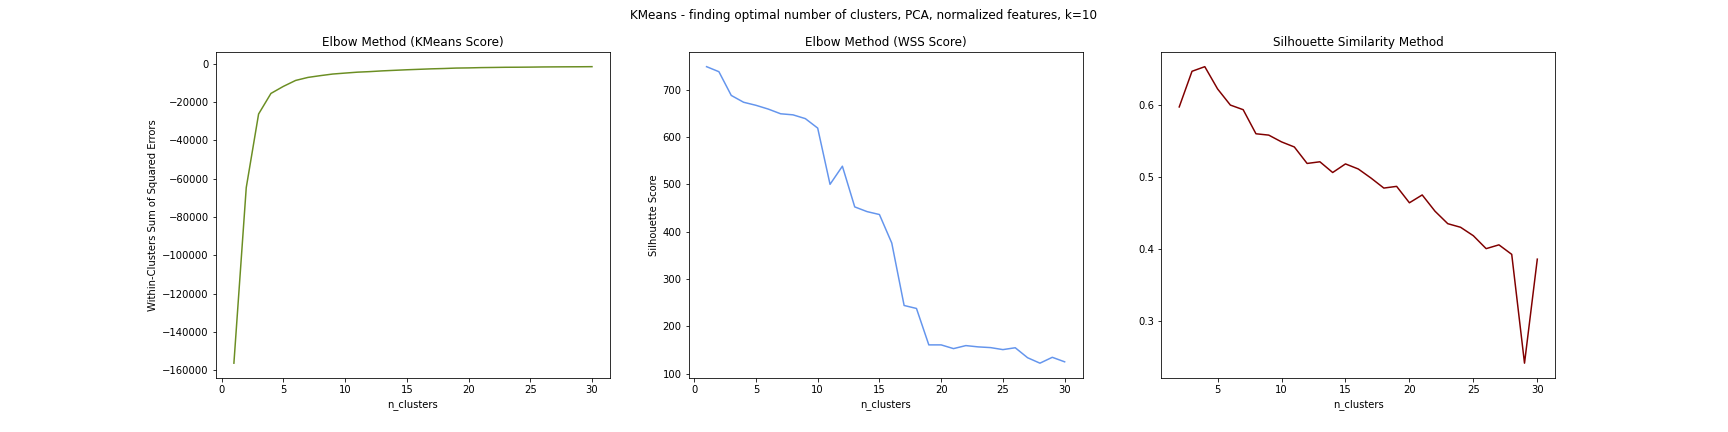 KMeans - finding optimal number of clusters, PCA, normalized features, k=10
Elbow Method (KMeans Score)
Within-Clusters Sum of Squared Errors
0
−20000
−40000
−60000
−80000
−100000
−120000
−140000
−160000
0 5 10 15 20 25 30
n_clusters
Elbow Method (WSS Score)
Silhouette Score
700
600
500
400
300
200
100
0 5 10 15 20 25 30
n_clusters
Silhouette Similarity Method
0.6
0.5
0.4
0.3
5 10 15 20 25 30
n_clusters